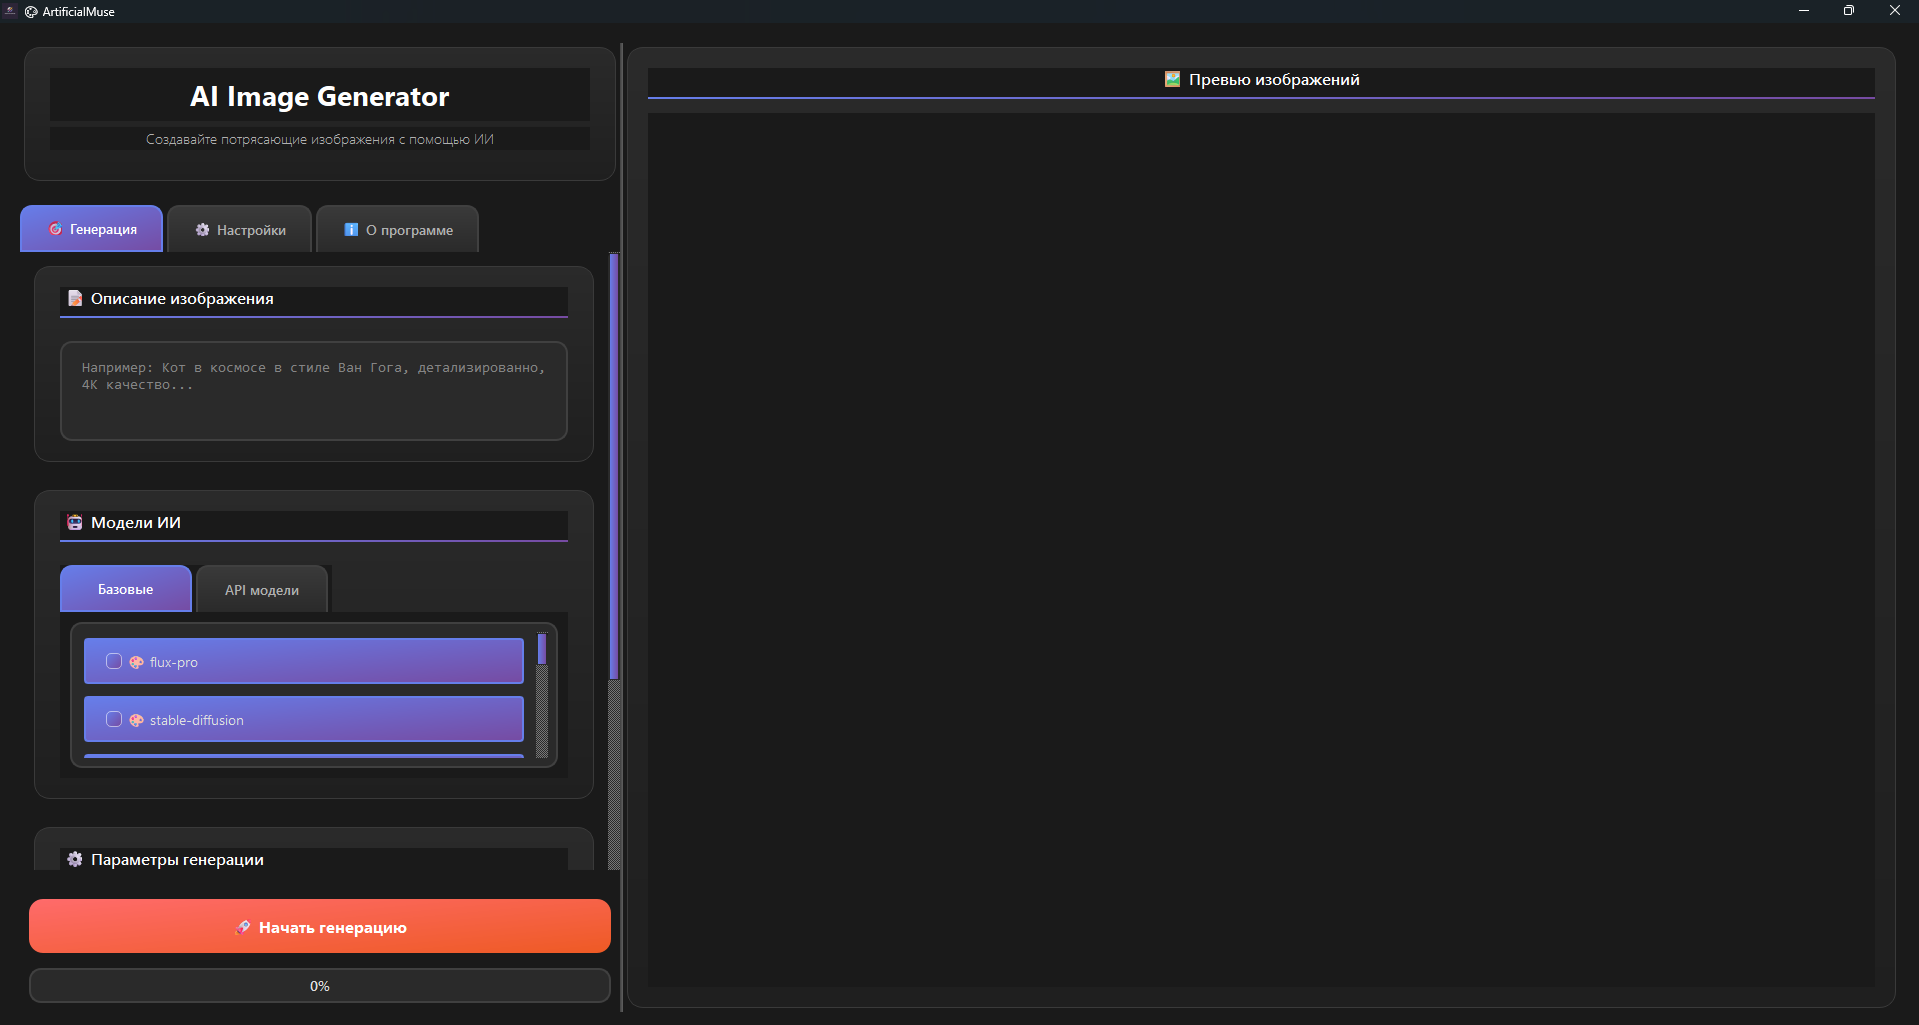 ArtificialMuse
AI Image Generator
Создавайте потрясающие изображения с помощью ИИ
Генерация
Настройки
О программе
Описание изображения
Например: Кот в космосе в стиле Ван Гога, детализированно,
4K качество...
Модели ИИ
Базовые
API модели
flux-pro
stable-diffusion
Параметры генерации
Начать генерацию
0%
Превью изображений